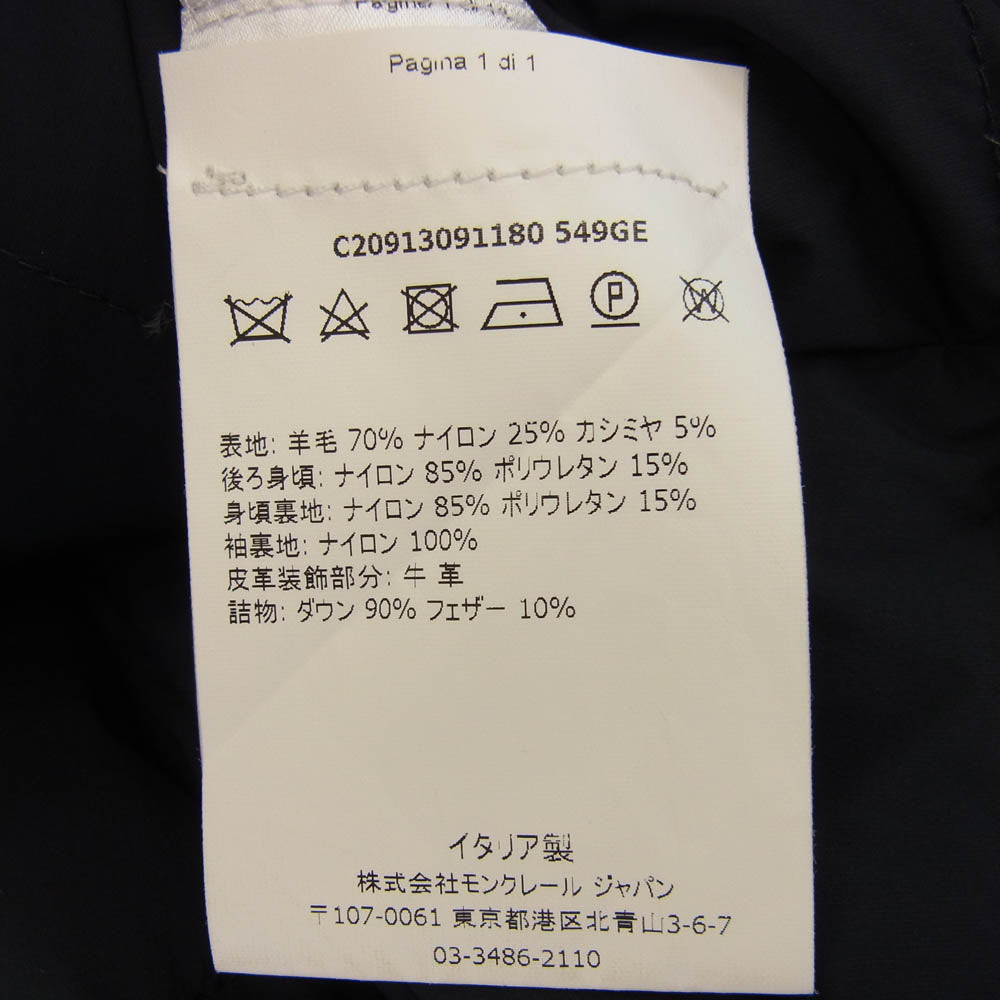 Pagina 1 di 1
C20913091180 549GE
P
W
表地: 羊毛 70% ナイロン 25% カシミヤ 5%
後ろ身頃: ナイロン 85% ポリウレタン 15%
身頃裏地: ナイロン 85% ポリウレタン 15%
袖裏地: ナイロン 100%
皮革装飾部分: 牛 革
詰物: ダウン 90% フェザー 10%
イタリア製
株式会社モンクレール ジャパン
〒107-0061 東京都港区北青山3-6-7
03-3486-2110